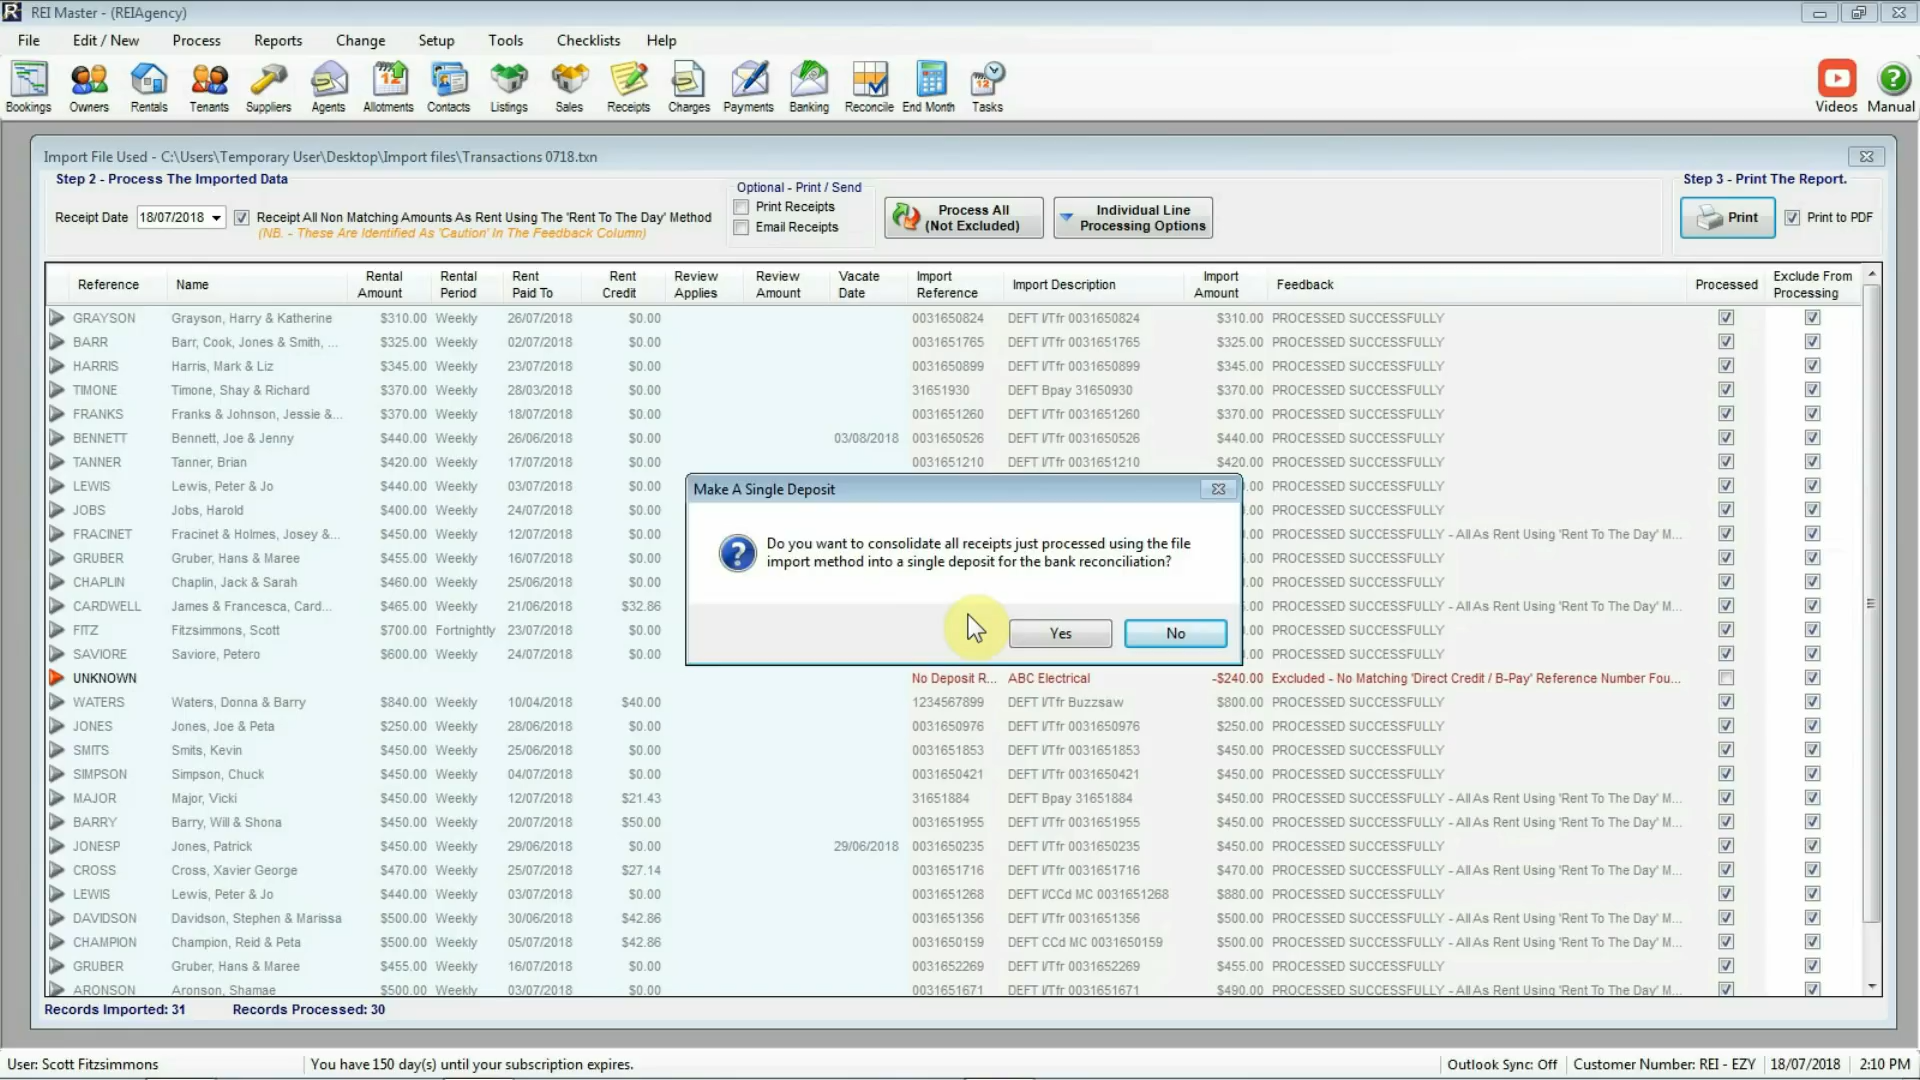 REI Master - (REIAgency)
File Edit / New Process Reports Change Setup Tools Checklists Help
Bookings Owners Rentals Tenants Suppliers Agents Allotments Contacts Listings Sales Receipts Charges Payments Banking Reconcile End Month Tasks Videos Manual
Import File Used - C:\Users\Temporary User\Desktop\Import files\Transactions 0718.txn
Step 2 - Process The Imported Data
Receipt Date 18/07/2018 Receipt All Non Matching Amounts As Rent Using The 'Rent To The Day' Method
(NB. - These Are Identified As 'Caution' In The Feedback Column)
Optional - Print / Send
Print Receipts
Email Receipts
Process All
(Not Excluded)
Individual Line
Processing Options
Step 3 - Print The Report.
Print Print to PDF
Reference Name Rental Amount Rental Period Rent Paid To Rent Credit Review Applies Review Amount Vacate Date Import Reference Import Description Import Amount Feedback Processed Exclude From Processing
GRAYSON Grayson, Harry & Katherine $310.00 Weekly 26/07/2018 $0.00 0031650824 DEFT I/Tfr 0031650824 $310.00 PROCESSED SUCCESSFULLY
BARR Barr, Cook, Jones & Smith, ... $325.00 Weekly 02/07/2018 $0.00 0031651765 DEFT I/Tfr 0031651765 $325.00 PROCESSED SUCCESSFULLY
HARRIS Harris, Mark & Liz $345.00 Weekly 23/07/2018 $0.00 0031650899 DEFT I/Tfr 0031650899 $345.00 PROCESSED SUCCESSFULLY
TIMONE Timone, Shay & Richard $370.00 Weekly 28/03/2018 $0.00 31651930 DEFT Bpay 31650930 $370.00 PROCESSED SUCCESSFULLY
FRANKS Franks & Johnson, Jessie &... $370.00 Weekly 18/07/2018 $0.00 0031651260 DEFT I/Tfr 0031651260 $370.00 PROCESSED SUCCESSFULLY
BENNETT Bennett, Joe & Jenny $440.00 Weekly 26/06/2018 $0.00 03/08/2018 0031650526 DEFT I/Tfr 0031650526 $440.00 PROCESSED SUCCESSFULLY
TANNER Tanner, Brian $420.00 Weekly 17/07/2018 $0.00 0031651210 DEFT I/Tfr 0031651210 $420.00 PROCESSED SUCCESSFULLY
LEWIS Lewis, Peter & Jo $440.00 Weekly 03/07/2018 $0.00 .00 PROCESSED SUCCESSFULLY
JOBS Jobs, Harold $400.00 Weekly 24/07/2018 $0.00 .00 PROCESSED SUCCESSFULLY
FRACINET Fracinet & Holmes, Josey &... $450.00 Weekly 12/07/2018 $0.00 .00 PROCESSED SUCCESSFULLY - All As Rent Using 'Rent To The Day' M...
GRUBER Gruber, Hans & Maree $455.00 Weekly 16/07/2018 $0.00 .00 PROCESSED SUCCESSFULLY
CHAPLIN Chaplin, Jack & Sarah $460.00 Weekly 25/06/2018 $0.00 .00 PROCESSED SUCCESSFULLY
CARDWELL James & Francesca, Card... $465.00 Weekly 21/06/2018 $32.86 .00 PROCESSED SUCCESSFULLY - All As Rent Using 'Rent To The Day' M...
FITZ Fitzsimmons, Scott $700.00 Fortnightly 23/07/2018 $0.00 .00 PROCESSED SUCCESSFULLY
SAVIORE Saviore, Petero $600.00 Weekly 24/07/2018 $0.00 .00 PROCESSED SUCCESSFULLY
Make A Single Deposit
Do you want to consolidate all receipts just processed using the file
import method into a single deposit for the bank reconciliation?
Yes No
UNKNOWN No Deposit R... ABC Electrical -$240.00 Excluded - No Matching 'Direct Credit / B-Pay' Reference Number Fou...
WATERS Waters, Donna & Barry $840.00 Weekly 10/04/2018 $40.00 1234567899 DEFT I/Tfr Buzzsaw $800.00 PROCESSED SUCCESSFULLY
JONES Jones, Joe & Peta $250.00 Weekly 28/06/2018 $0.00 0031650976 DEFT I/Tfr 0031650976 $250.00 PROCESSED SUCCESSFULLY
SMITS Smits, Kevin $450.00 Weekly 25/06/2018 $0.00 0031651853 DEFT I/Tfr 0031651853 $450.00 PROCESSED SUCCESSFULLY
SIMPSON Simpson, Chuck $450.00 Weekly 04/07/2018 $0.00 0031650421 DEFT I/Tfr 0031650421 $450.00 PROCESSED SUCCESSFULLY
MAJOR Major, Vicki $450.00 Weekly 12/07/2018 $21.43 31651884 DEFT Bpay 31651884 $450.00 PROCESSED SUCCESSFULLY - All As Rent Using 'Rent To The Day' M...
BARRY Barry, Will & Shona $450.00 Weekly 20/07/2018 $50.00 0031651955 DEFT I/Tfr 0031651955 $450.00 PROCESSED SUCCESSFULLY - All As Rent Using 'Rent To The Day' M...
JONESP Jones, Patrick $450.00 Weekly 29/06/2018 $0.00 29/06/2018 0031650235 DEFT I/Tfr 0031650235 $450.00 PROCESSED SUCCESSFULLY
CROSS Cross, Xavier George $470.00 Weekly 25/07/2018 $27.14 0031651716 DEFT I/Tfr 0031651716 $470.00 PROCESSED SUCCESSFULLY - All As Rent Using 'Rent To The Day' M...
LEWIS Lewis, Peter & Jo $440.00 Weekly 03/07/2018 $0.00 0031651268 DEFT I/CCd MC 0031651268 $880.00 PROCESSED SUCCESSFULLY
DAVIDSON Davidson, Stephen & Marissa $500.00 Weekly 30/06/2018 $42.86 0031651356 DEFT I/Tfr 0031651356 $500.00 PROCESSED SUCCESSFULLY - All As Rent Using 'Rent To The Day' M...
CHAMPION Champion, Reid & Peta $500.00 Weekly 05/07/2018 $42.86 0031650159 DEFT CCd MC 0031650159 $500.00 PROCESSED SUCCESSFULLY - All As Rent Using 'Rent To The Day' M...
GRUBER Gruber, Hans & Maree $455.00 Weekly 16/07/2018 $0.00 0031652269 DEFT I/Tfr 0031652269 $455.00 PROCESSED SUCCESSFULLY
ARONSON Aronson, Shamae $500.00 Weekly 03/07/2018 $0.00 0031651671 DEFT I/Tfr 0031651671 $490.00 PROCESSED SUCCESSFULLY - All As Rent Using 'Rent To The Day' M...
Records Imported: 31 Records Processed: 30
User: Scott Fitzsimmons You have 150 day(s) until your subscription expires. Outlook Sync: Off Customer Number: REI - EZY 18/07/2018 2:10 PM